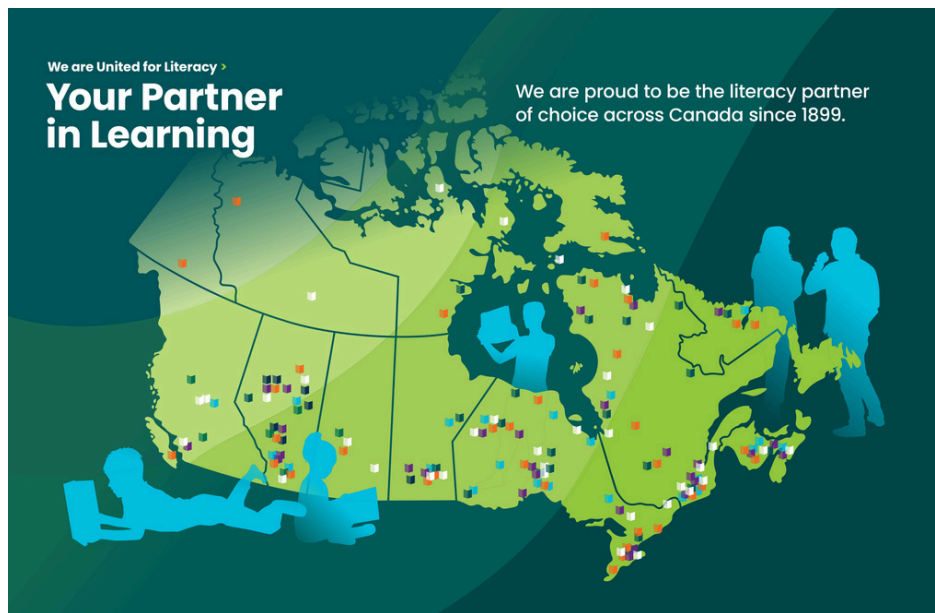 We are United for Literacy >
Your Partner
in Learning
We are proud to be the literacy partner
of choice across Canada since 1899.